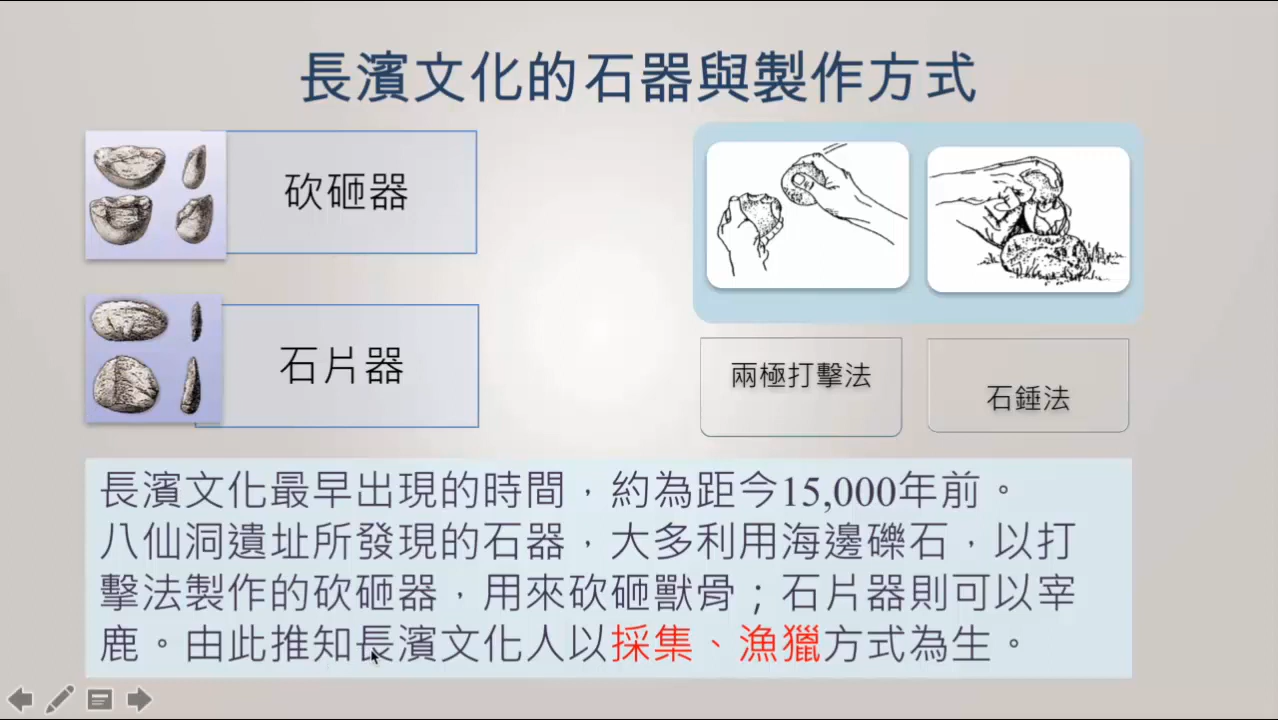 長濱文化的石器與製作方式
砍砸器
石片器
兩極打擊法
石錘法
長濱文化最早出現的時間，約為距今15,000年前。
八仙洞遺址所發現的石器，大多利用海邊礫石，以打
擊法製作的砍砸器，用來砍砸獸骨；石片器則可以宰
鹿。由此推知長濱文化人以採集、漁獵方式為生。